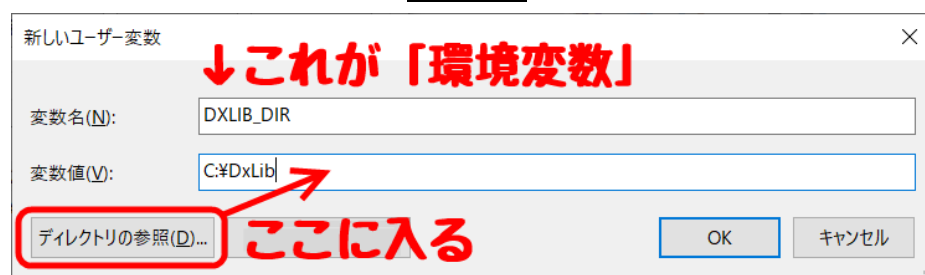 新しいユーザー変数
↓これが「環境変数」
変数名(N):
DXLIB_DIR
変数値(V):
C:¥DxLib
ディレクトリの参照(D)...
ここに入る
OK
キャンセル